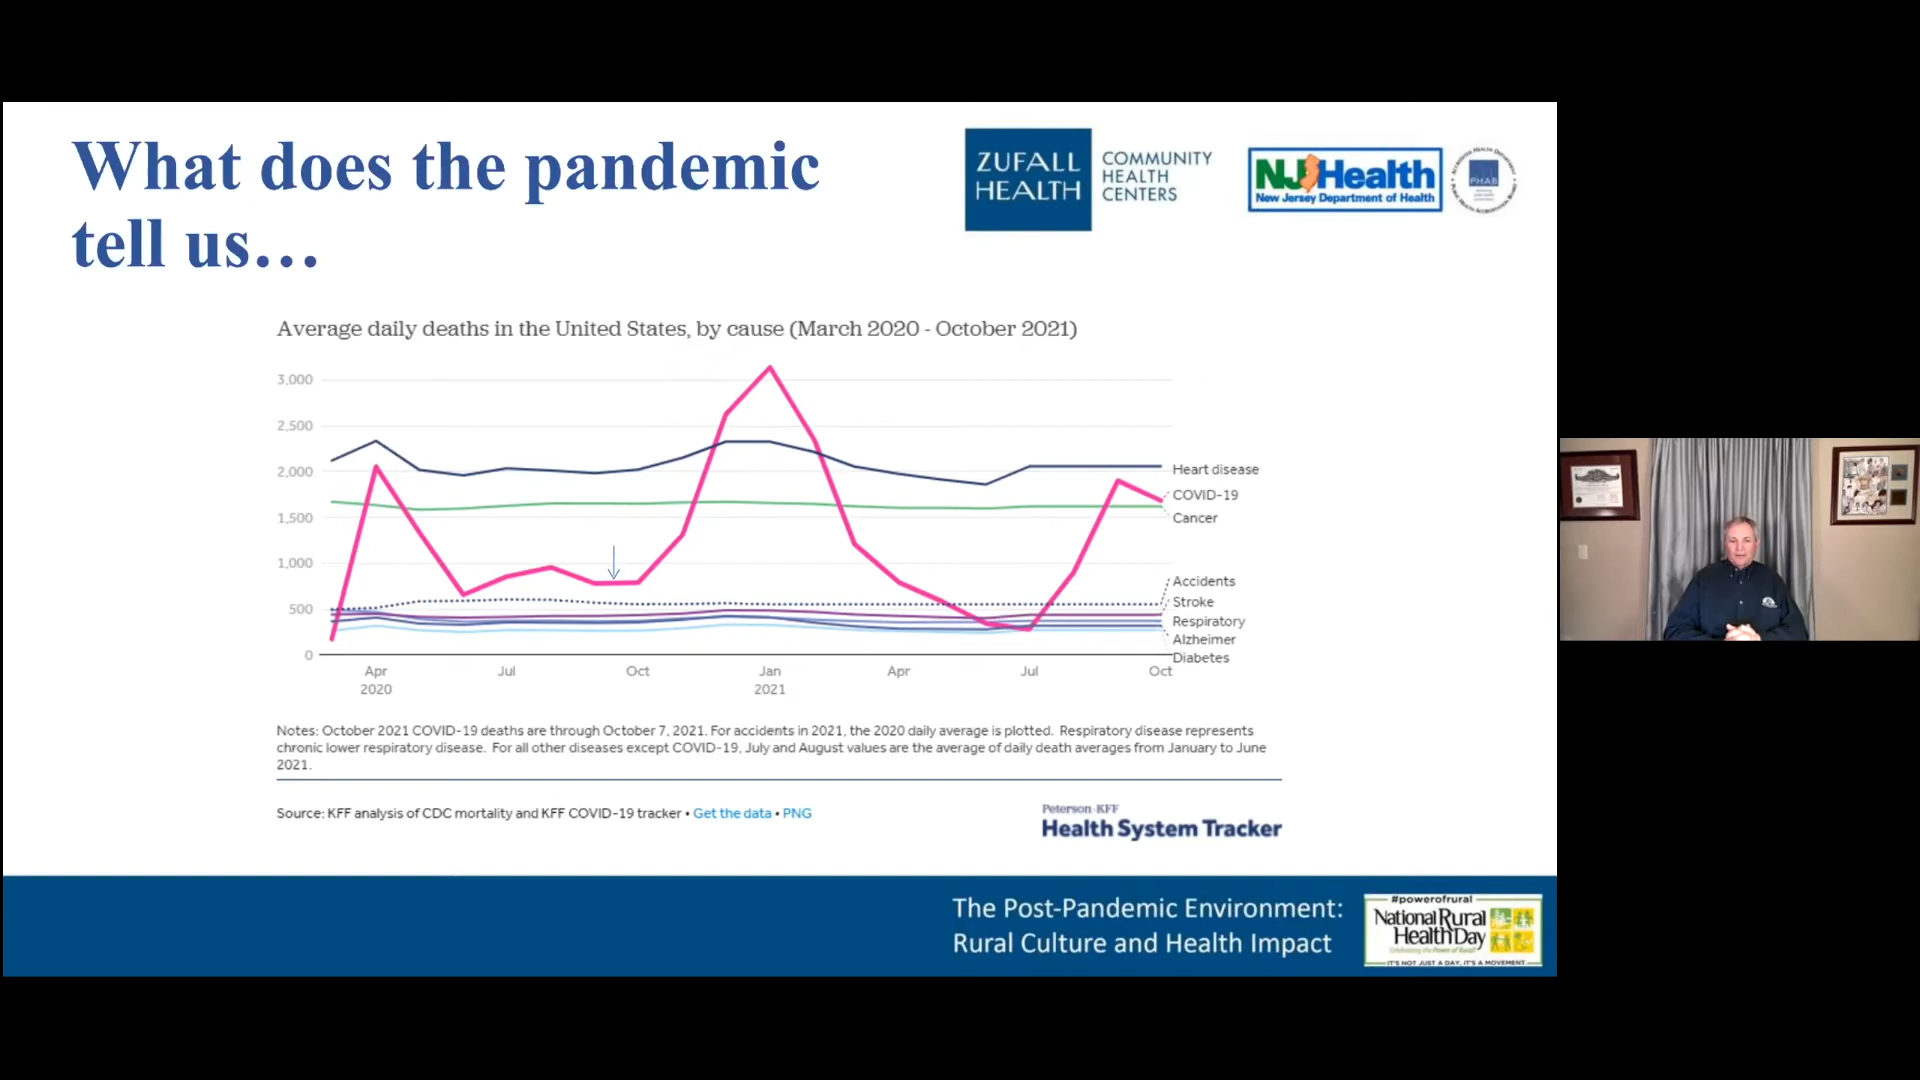 What does the pandemic
tell us…
ZUFALL
HEALTH
COMMUNITY
HEALTH
CENTERS
NJHealth
New Jersey Department of Health
PHAB
Average daily deaths in the United States, by cause (March 2020 - October 2021)
3,000
2,500
2,000
1,500
1,000
500
0
Heart disease
COVID-19
Cancer
Accidents
Stroke
Respiratory
Alzheimer
Diabetes
Apr
2020
Jul
Oct
Jan
2021
Apr
Jul
Oct
Notes: October 2021 COVID-19 deaths are through October 7, 2021. For accidents in 2021, the 2020 daily average is plotted. Respiratory disease represents
chronic lower respiratory disease. For all other diseases except COVID-19, July and August values are the average of daily death averages from January to June
2021.
Source: KFF analysis of CDC mortality and KFF COVID-19 tracker • Get the data • PNG
Peterson-KFF
Health System Tracker
The Post-Pandemic Environment:
Rural Culture and Health Impact
#powerofrural
National Rural
Health Day
Celebrating the Power of Rural!
IT'S NOT JUST A DAY, IT'S A MOVEMENT.